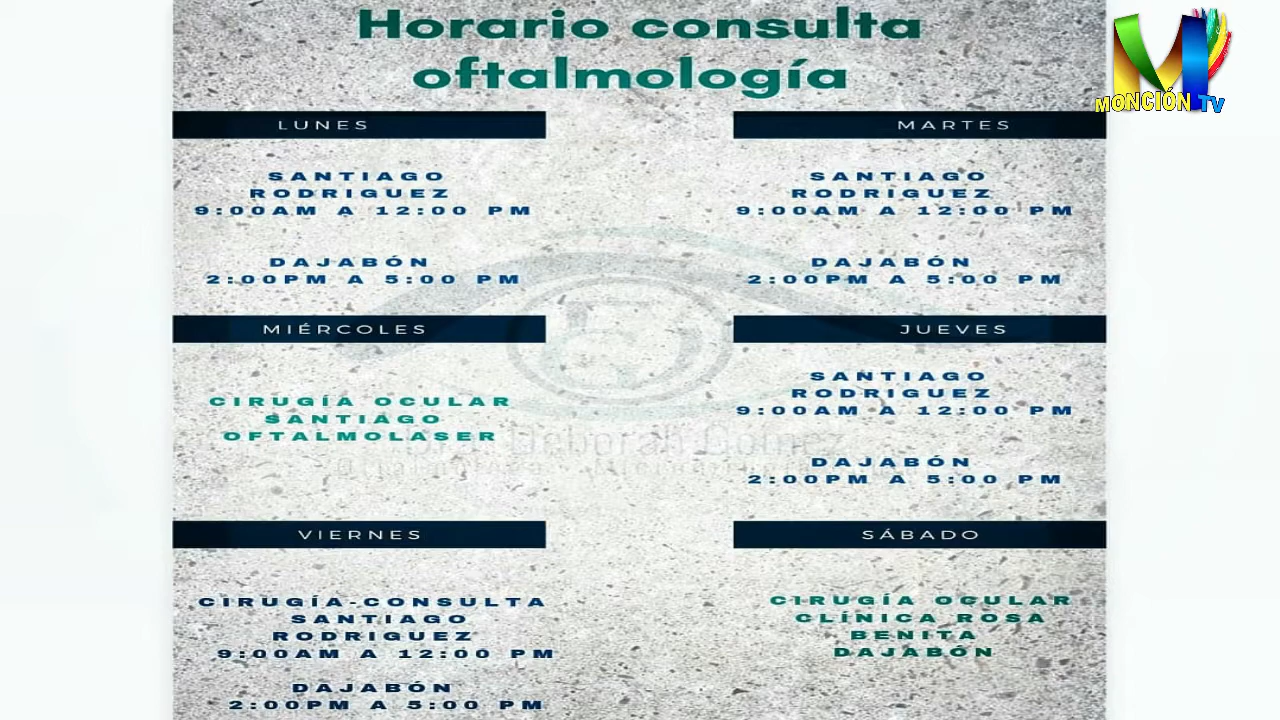 Horario consulta
oftalmología
MONCIÓN TV
LUNES
SANTIAGO
RODRIGUEZ
9:00AM A 12:00 PM
DAJABÓN
2:00PM A 5:00 PM
MARTES
SANTIAGO
RODRIGUEZ
9:00AM A 12:00 PM
DAJABÓN
2:00PM A 5:00 PM
MIÉRCOLES
CIRUGÍA OCULAR
SANTIAGO
OFTALMOLASER
JUEVES
SANTIAGO
RODRIGUEZ
9:00AM A 12:00 PM
DAJABÓN
2:00PM A 5:00 PM
Deborah
VIERNES
CIRUGÍA-CONSULTA
SANTIAGO
RODRIGUEZ
9:00AM A 12:00 PM
DAJABÓN
2:00PM A 5:00 PM
SÁBADO
CIRUGÍA OCULAR
CLÍNICA ROSA
BENITA
DAJABÓN